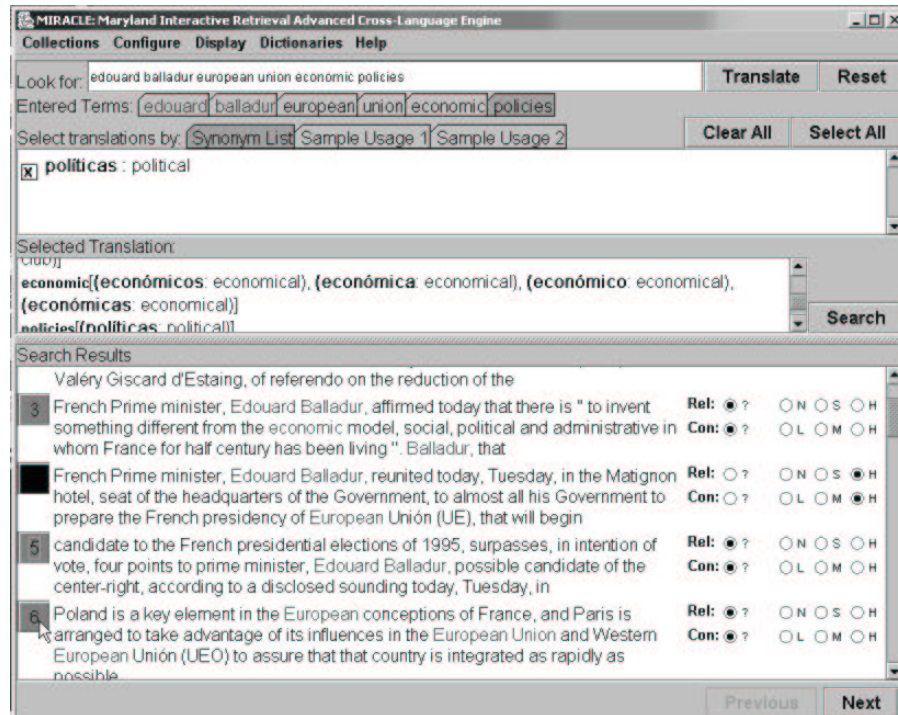 MIRACLE: Maryland Interactive Retrieval Advanced Cross-Language Engine
Collections Configure Display Dictionaries Help
Look for: edouard balladur european union economic policies Translate Reset
Entered Terms: edouard balladur european union economic policies
Select translations by: Synonym List Sample Usage 1 Sample Usage 2 Clear All Select All
X políticas : political
Selected Translation:
club)]
economic[(económicos: economical), (económica: economical), (económico: economical),
(económicas: economical)]
policies[(políticas: political)]
Search
Search Results
Valéry Giscard d'Estaing, of referendo on the reduction of the
3 French Prime minister, Edouard Balladur, affirmed today that there is " to invent Rel: ? N S H
something different from the economic model, social, political and administrative in Con: ? L M H
whom France for half century has been living ". Balladur, that
French Prime minister, Edouard Balladur, reunited today, Tuesday, in the Matignon Rel: ? N S H
hotel, seat of the headquarters of the Government, to almost all his Government to Con: ? L M H
prepare the French presidency of European Unión (UE), that will begin
5 candidate to the French presidential elections of 1995, surpasses, in intention of Rel: ? N S H
vote, four points to prime minister, Edouard Balladur, possible candidate of the Con: ? L M H
center-right, according to a disclosed sounding today, Tuesday, in
6 Poland is a key element in the European conceptions of France, and Paris is Rel: ? N S H
arranged to take advantage of its influences in the European Union and Western Con: ? L M H
European Unión (UEO) to assure that that country is integrated as rapidly as
possible
Previous Next